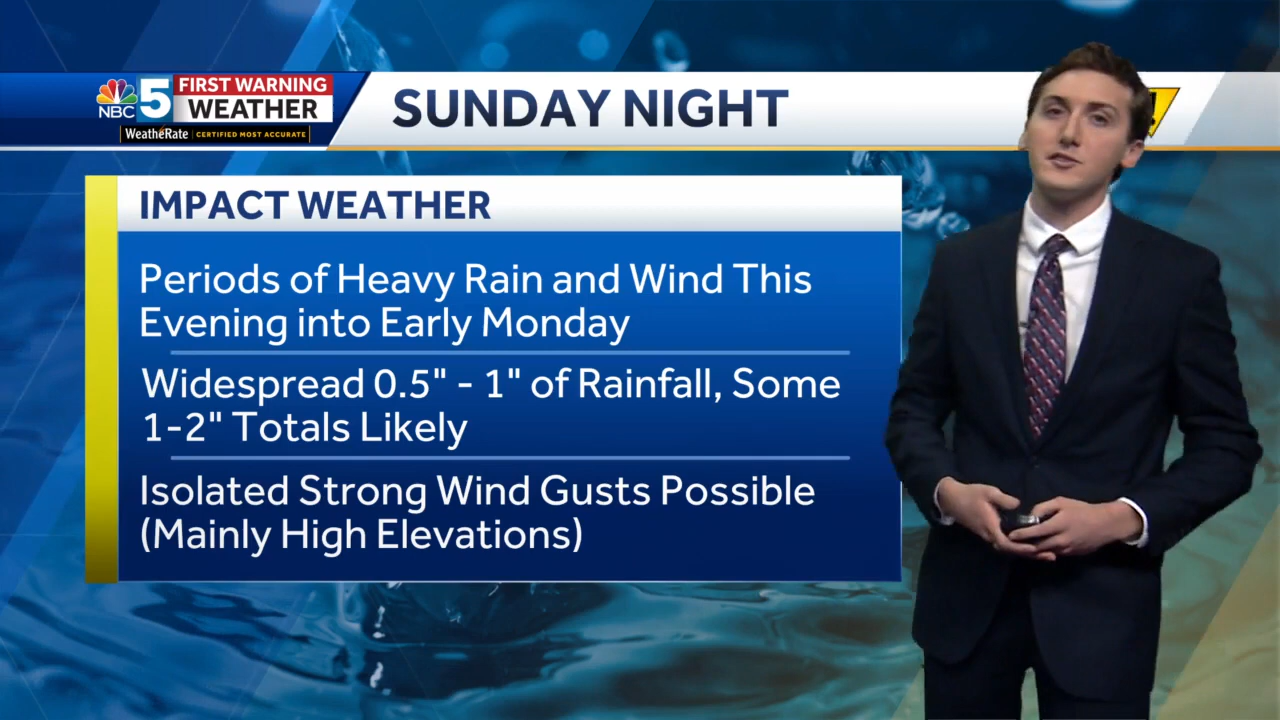 FIRST WARNING
NBC 5 WEATHER
WeatheRate CERTIFIED MOST ACCURATE
SUNDAY NIGHT
IMPACT WEATHER
Periods of Heavy Rain and Wind This
Evening into Early Monday
Widespread 0.5" - 1" of Rainfall, Some
1-2" Totals Likely
Isolated Strong Wind Gusts Possible
(Mainly High Elevations)